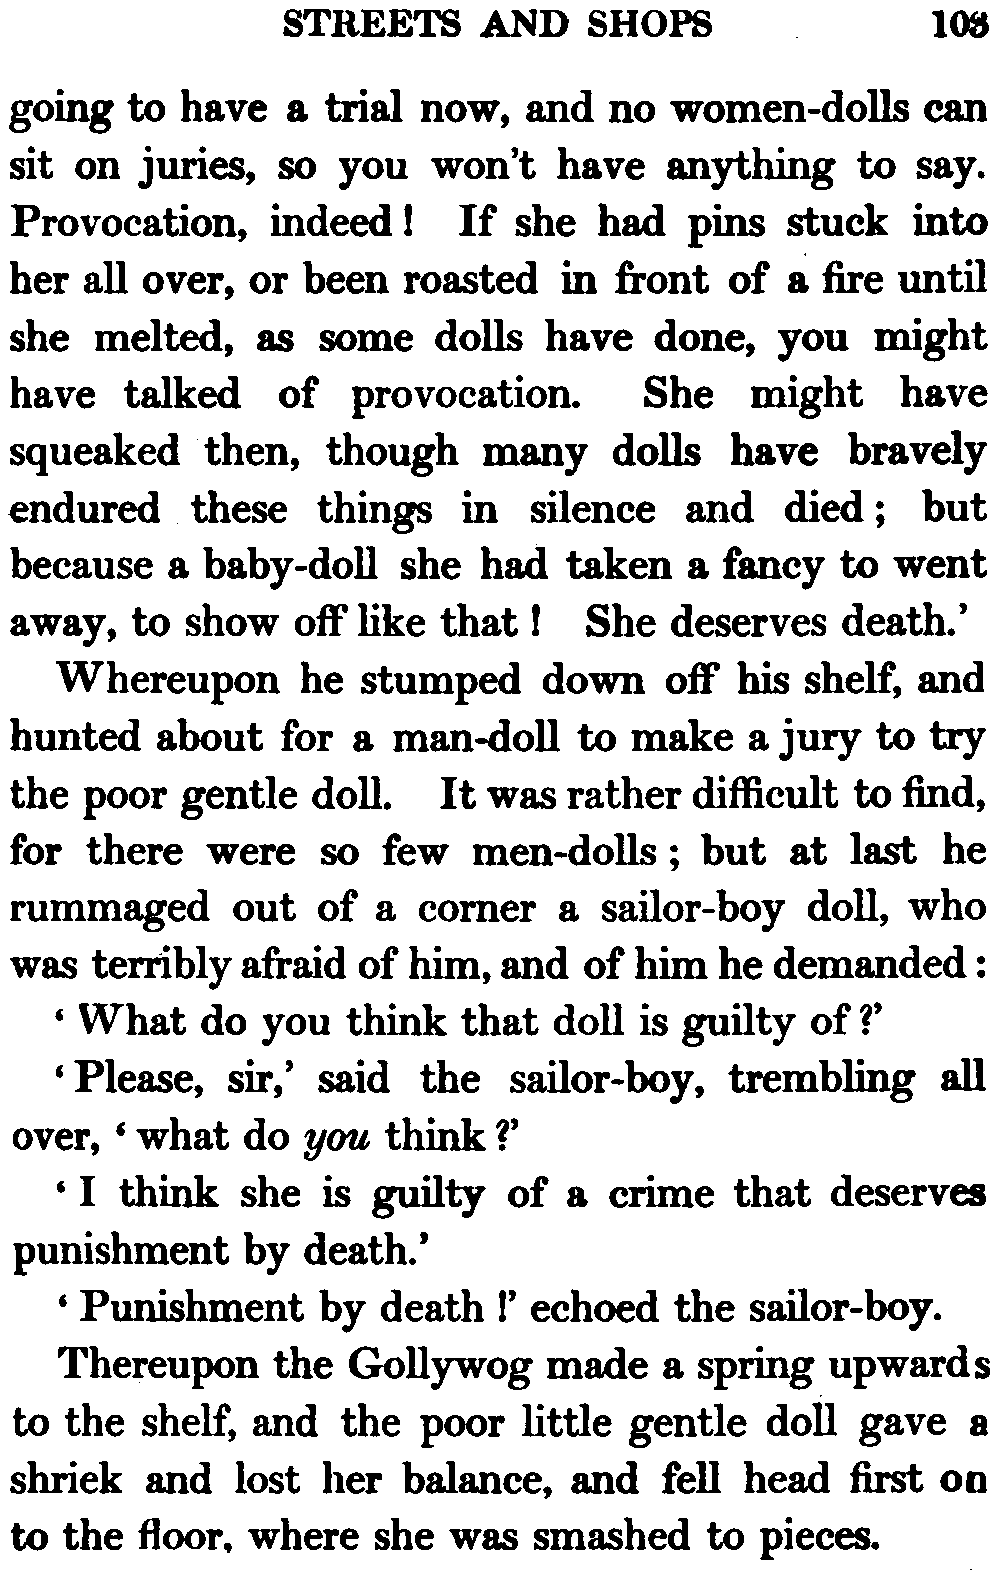 STREETS AND SHOPS 103
going to have a trial now, and no women-dolls can
sit on juries, so you won't have anything to say.
Provocation, indeed! If she had pins stuck into
her all over, or been roasted in front of a fire until
she melted, as some dolls have done, you might
have talked of provocation. She might have
squeaked then, though many dolls have bravely
endured these things in silence and died; but
because a baby-doll she had taken a fancy to went
away, to show off like that! She deserves death.'
Whereupon he stumped down off his shelf, and
hunted about for a man-doll to make a jury to try
the poor gentle doll. It was rather difficult to find,
for there were so few men-dolls; but at last he
rummaged out of a corner a sailor-boy doll, who
was terribly afraid of him, and of him he demanded:
'What do you think that doll is guilty of?'
'Please, sir,' said the sailor-boy, trembling all
over, 'what do you think?'
'I think she is guilty of a crime that deserves
punishment by death.'
'Punishment by death!' echoed the sailor-boy.
Thereupon the Gollywog made a spring upwards
to the shelf, and the poor little gentle doll gave a
shriek and lost her balance, and fell head first on
to the floor, where she was smashed to pieces.